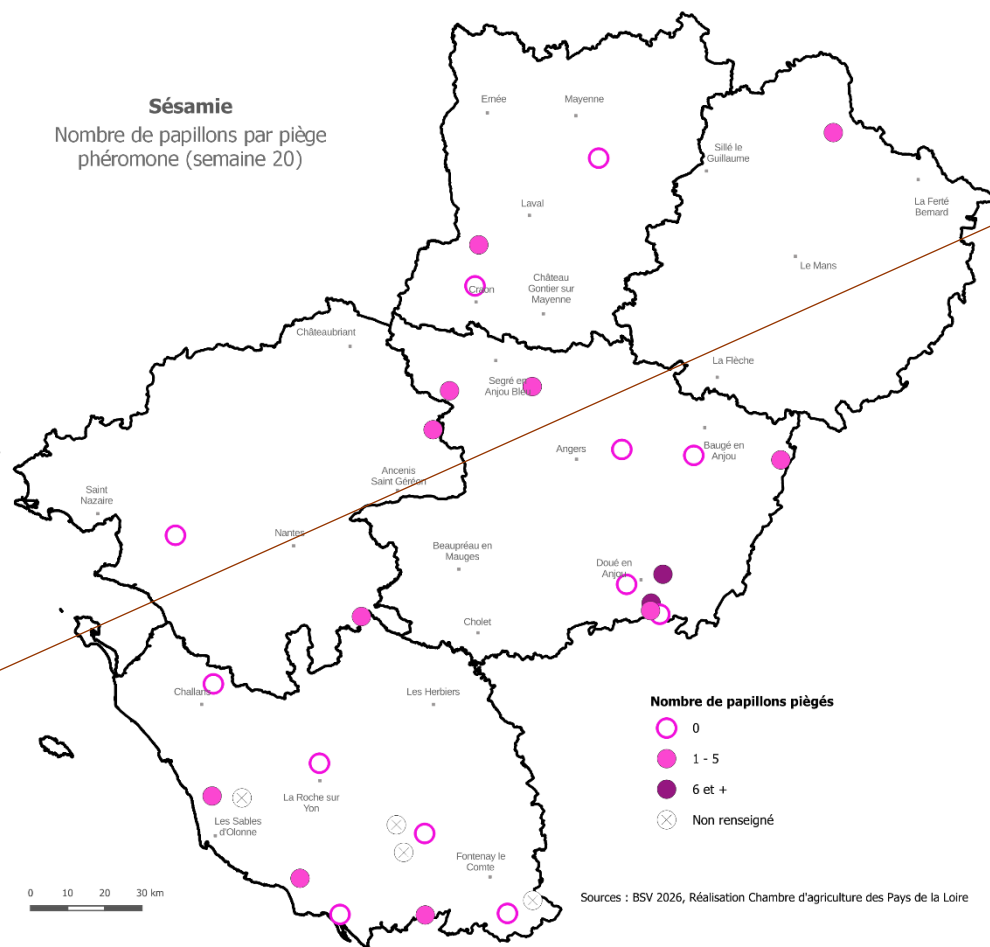 Sésamie
Nombre de papillons par piège
phéromone (semaine 20)
Ernée
Mayenne
Sillé le
Guillaume
La Ferté
Bernard
Laval
Le Mans
Craon
Château
Gontier sur
Mayenne
Châteaubriant
La Flèche
Segré en
Anjou Bleu
Baugé en
Anjou
Angers
Ancenis
Saint Géréon
Saint
Nazaire
Nantes
Beaupréau en
Mauges
Doué en
Anjou
Cholet
Challans
Les Herbiers
La Roche sur
Yon
Les Sables
d'Olonne
Fontenay le
Comte
Nombre de papillons piégés
0
1 - 5
6 et +
Non renseigné
0 10 20 30 km
Sources : BSV 2026, Réalisation Chambre d'agriculture des Pays de la Loire